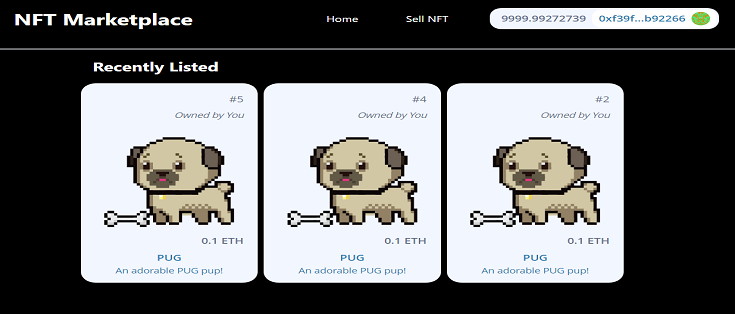 NFT Marketplace
Home
Sell NFT
9999.99272739
0xf39f...b92266
Recently Listed
#5
Owned by You
0.1 ETH
PUG
An adorable PUG pup!
#4
Owned by You
0.1 ETH
PUG
An adorable PUG pup!
#2
Owned by You
0.1 ETH
PUG
An adorable PUG pup!